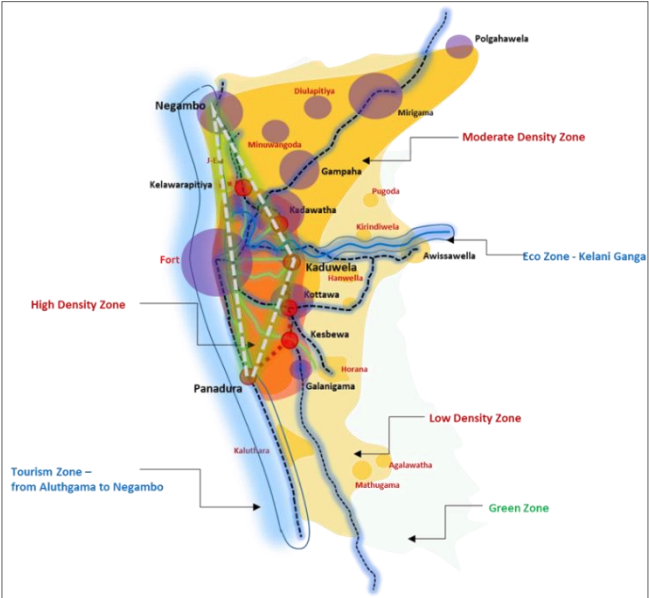 Polgahawela
Diulapitiya
Negambo
Mirigama
Minuwangoda
Moderate Density Zone
Gampaha
Kelawarapitiya
Pugoda
Kadawatha
Kirindiwela
Fort
Awissawella
Eco Zone - Kelani Ganga
Kaduwela
Hanwella
Kottawa
High Density Zone
Kesbewa
Horana
Panadura
Galanigama
Low Density Zone
Kaluthara
Agalawatha
Tourism Zone –
from Aluthgama to Negambo
Mathugama
Green Zone